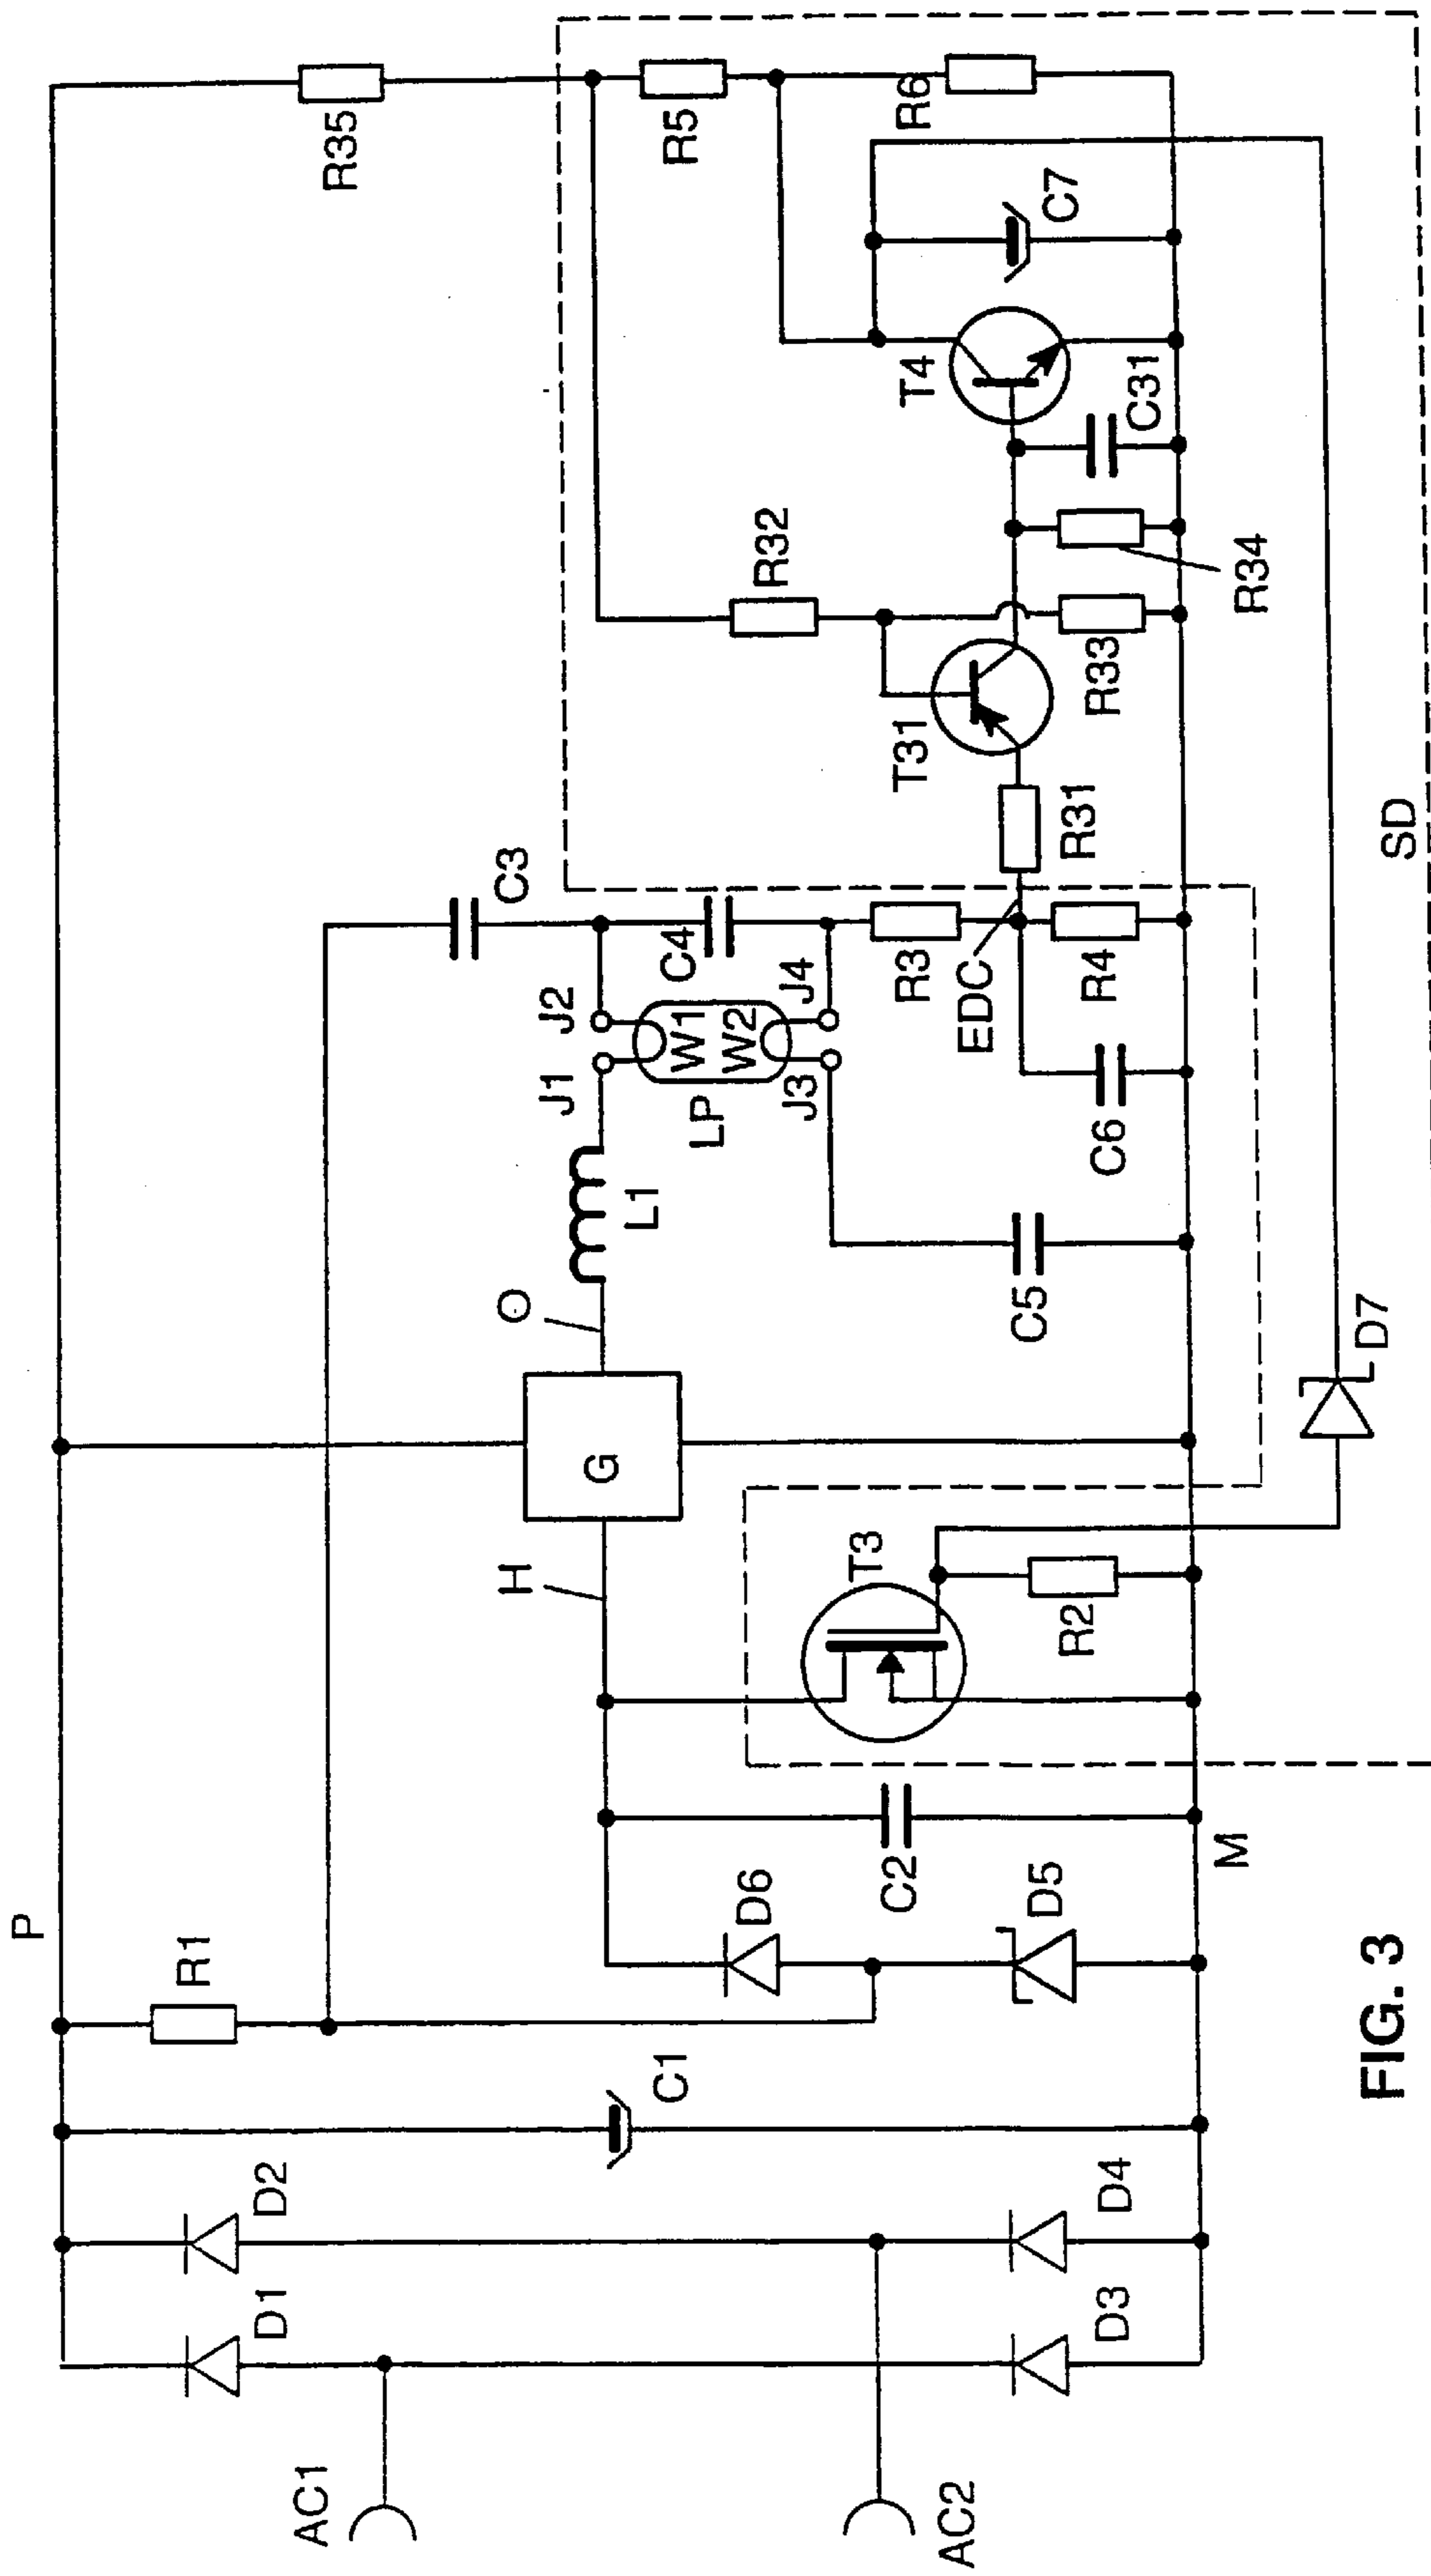 P
R1
R35
C3
H
O
L1
J1
J2
G
D1
D2
C1
D6
LP
W1
W2
C4
R5
R32
J3
J4
AC1
C2
T3
R3
T31
T4
R6
EDC
AC2
D3
D4
D5
R2
C5
C6
R4
R31
R33
C31
C7
M
R34
D7
SD
FIG. 3